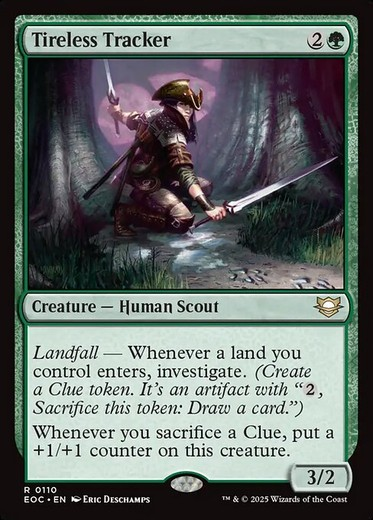 Tireless Tracker 2
Creature — Human Scout
Landfall — Whenever a land you
control enters, investigate. (Create
a Clue token. It's an artifact with “2,
Sacrifice this token: Draw a card.”)
Whenever you sacrifice a Clue, put a
+1/+1 counter on this creature.
3/2
R 0110
EOC • EN Eric Deschamps ™ & © 2025 Wizards of the Coast